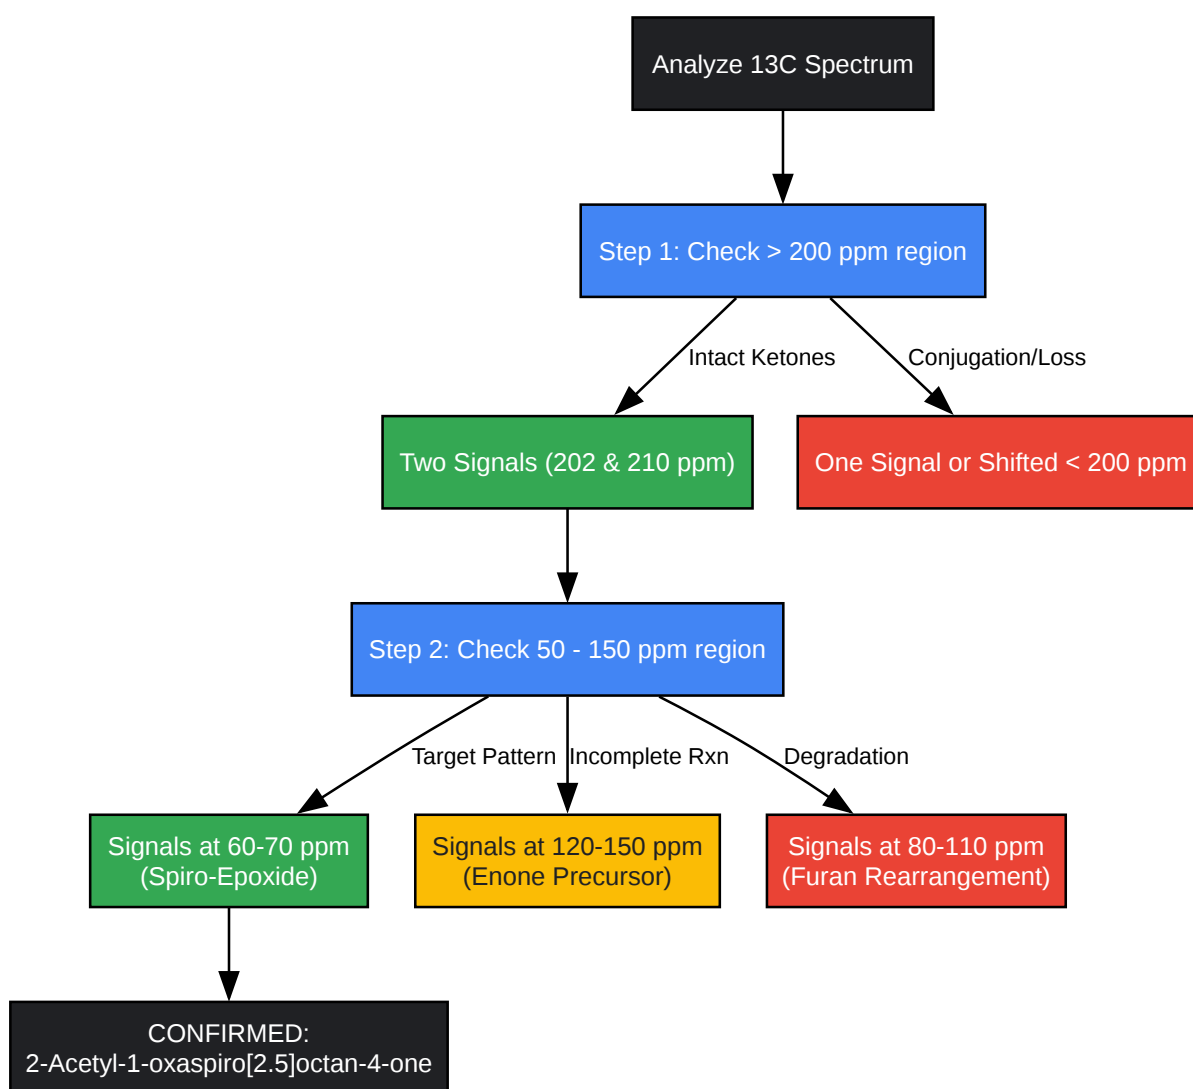 Analyze 13C Spectrum
Step 1: Check > 200 ppm region
Intact Ketones
Conjugation/Loss
Two Signals (202 & 210 ppm)
One Signal or Shifted < 200 ppm
Step 2: Check 50 - 150 ppm region
Target Pattern
Incomplete Rxn
Degradation
Signals at 60-70 ppm
(Spiro-Epoxide)
Signals at 120-150 ppm
(Enone Precursor)
Signals at 80-110 ppm
(Furan Rearrangement)
CONFIRMED:
2-Acetyl-1-oxaspiro[2.5]octan-4-one